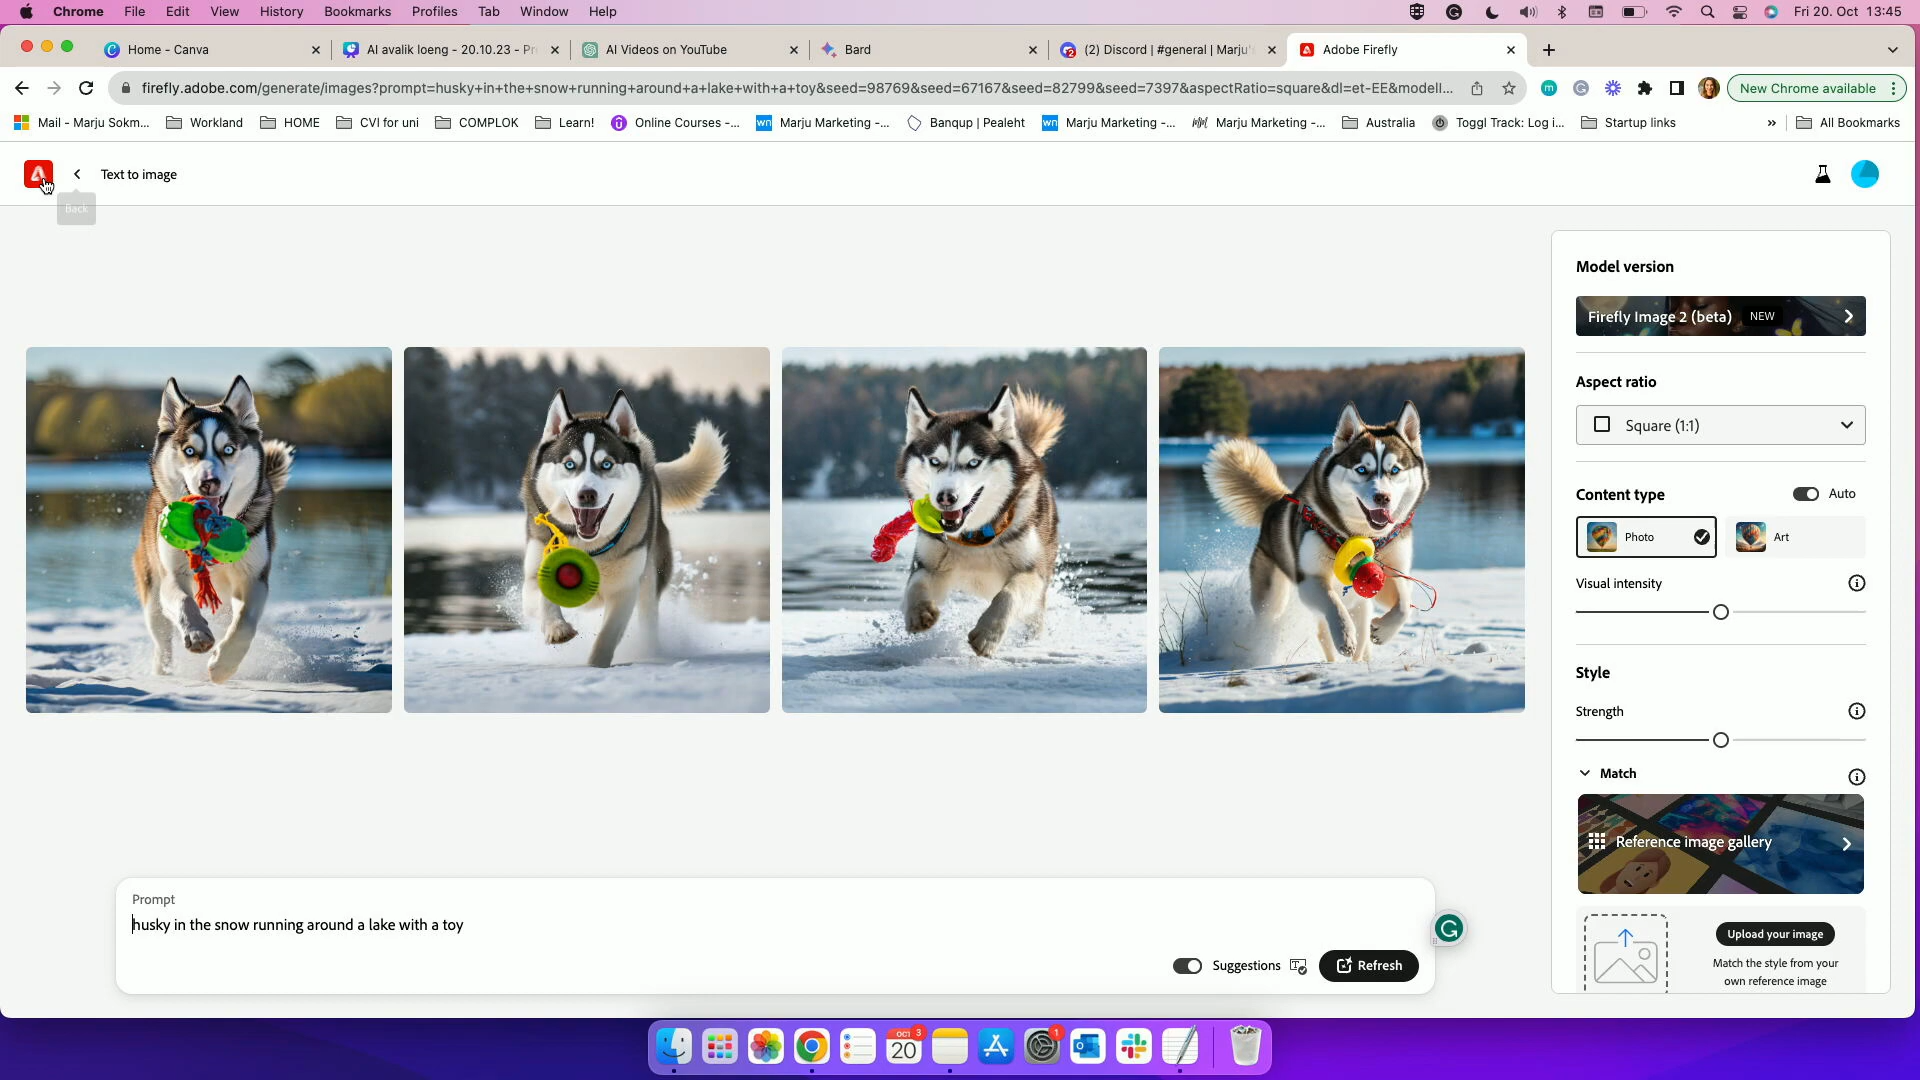 Chrome File Edit View History Bookmarks Profiles Tab Window Help Fri 20. Oct 13:45
Home - Canva AI avalik loeng - 20.10.23 - Pr AI Videos on YouTube Bard (2) Discord | #general | Marju's Adobe Firefly
firefly.adobe.com/generate/images?prompt=husky+in+the+snow+running+around+a+lake+with+a+toy&seed=98769&seed=67167&seed=82799&seed=7397&aspectRatio=square&dl=et-EE&modelI... New Chrome available
Mail - Marju Sokm... Workland HOME CVI for uni COMPLOK Learn! Online Courses -... Marju Marketing -... Banqup | Pealeht Marju Marketing -... Marju Marketing -... Australia Toggl Track: Log i... Startup links » All Bookmarks
Text to image
Back
Model version
Firefly Image 2 (beta) NEW
Aspect ratio
Square (1:1)
Content type Auto
Photo Art
Visual intensity
Style
Strength
Match
Reference image gallery
Upload your image
Match the style from your
own reference image
Prompt
husky in the snow running around a lake with a toy
Suggestions Refresh
OCT 3
20
1